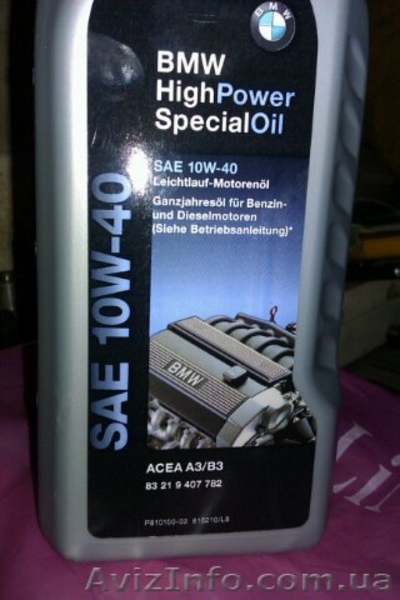 BMW
BMW
HighPower
SpecialOil
SAE 10W-40
Leichtlauf-Motorenöl
Ganzjahresöl für Benzin-
und Dieselmotoren
(Siehe Betriebsanleitung)*
SAE 10W-40
BMW
ACEA A3/B3
83 21 9 407 782
AvizInfo.com.ua